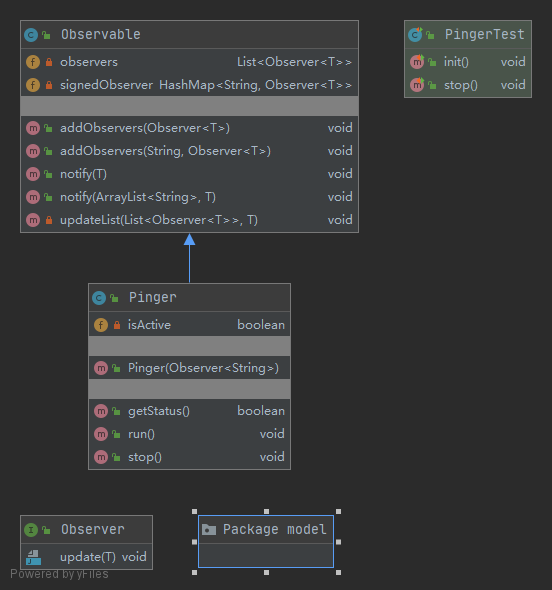 Observable
observers List<Observer<T>>
signedObserver HashMap<String, Observer<T>>
addObservers(Observer<T>) void
addObservers(String, Observer<T>) void
notify(T) void
notify(ArrayList<String>, T) void
updateList(List<Observer<T>>, T) void
PingerTest
init() void
stop() void
Pinger
isActive boolean
Pinger(Observer<String>)
getStatus() boolean
run() void
stop() void
Observer
update(T) void
Package model
Powered by yFiles